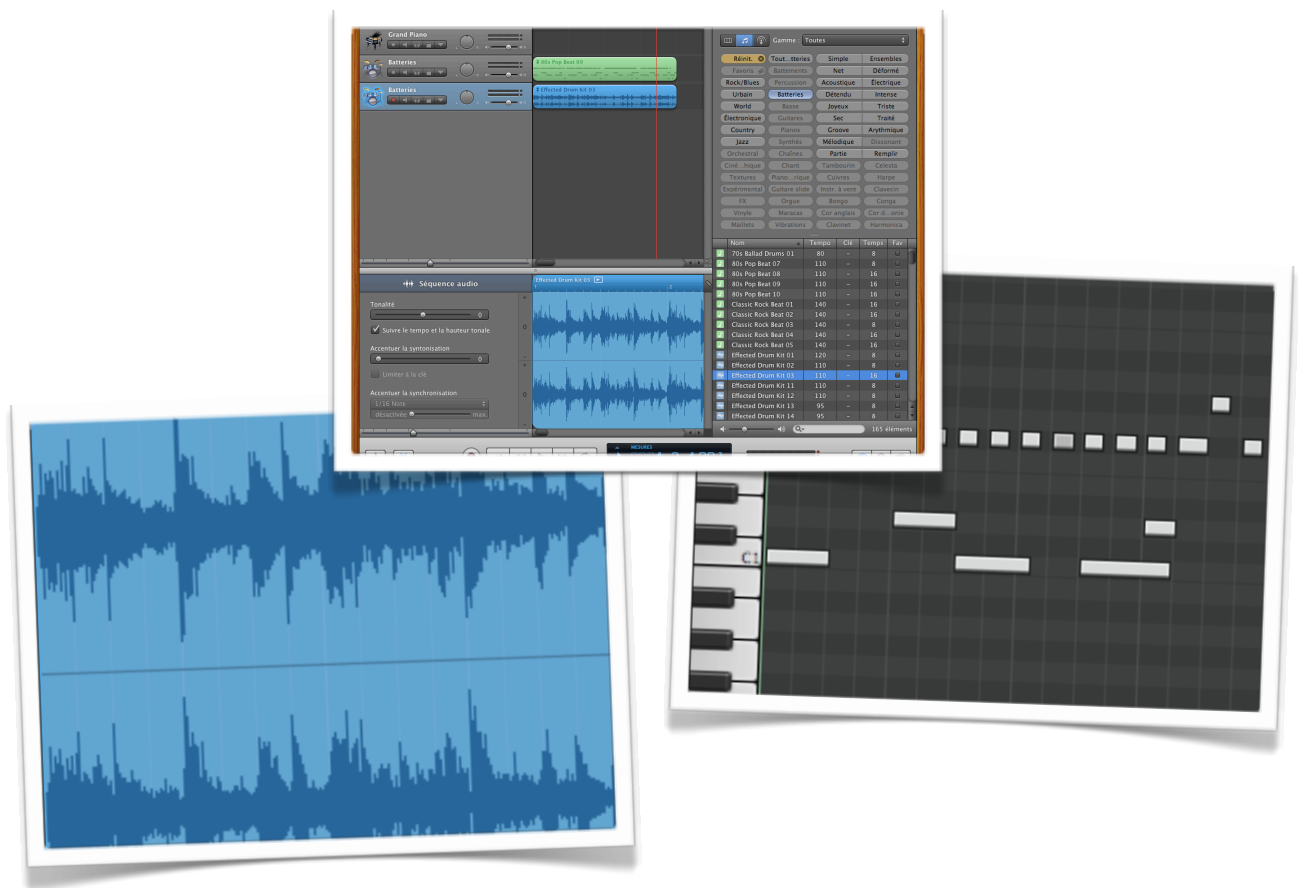 Grand Piano
Batteries
80s Pop Beat 09
Batteries
Effected Drum Kit 03
Gamme: Toutes
Réinit. Tout...tteries Simple Ensembles
Favoris Battements Net Déformé
Rock/Blues Percussion Acoustique Électrique
Urbain Batteries Détendu Intense
World Basse Joyeux Triste
Électronique Guitares Sec Traité
Country Pianos Groove Arythmique
Jazz Synthés Mélodique Dissonant
Orchestral Chaînes Partie Remplir
Ciné...hique Chant Tambourin Celesta
Textures Piano...rique Cuivres Harpe
Expérimental Guitare slide Instr. à vent Clavecin
FX Orgue Bongo Conga
Vinyle Maracas Cor anglais Cor d...onie
Maillets Vibrations Clavinet Harmonica
Nom Tempo Clé Temps Fav
70s Ballad Drums 01 80 – 8
80s Pop Beat 07 110 – 8
80s Pop Beat 08 110 – 16
80s Pop Beat 09 110 – 16
80s Pop Beat 10 110 – 16
Classic Rock Beat 01 140 – 16
Classic Rock Beat 02 140 – 16
Classic Rock Beat 03 140 – 8
Classic Rock Beat 04 140 – 16
Classic Rock Beat 05 140 – 16
Effected Drum Kit 01 120 – 8
Effected Drum Kit 02 110 – 8
Effected Drum Kit 03 110 – 16
Effected Drum Kit 11 110 – 8
Effected Drum Kit 12 110 – 8
Effected Drum Kit 13 95 – 8
Effected Drum Kit 14 95 – 8
165 éléments
Séquence audio
Tonalité
0
Suivre le tempo et la hauteur tonale
Accentuer la syntonisation
0
Limiter à la clé
Accentuer la synchronisation
1/16 Note
désactivée max.
Effected Drum Kit 03
1 2
MESURES
C1